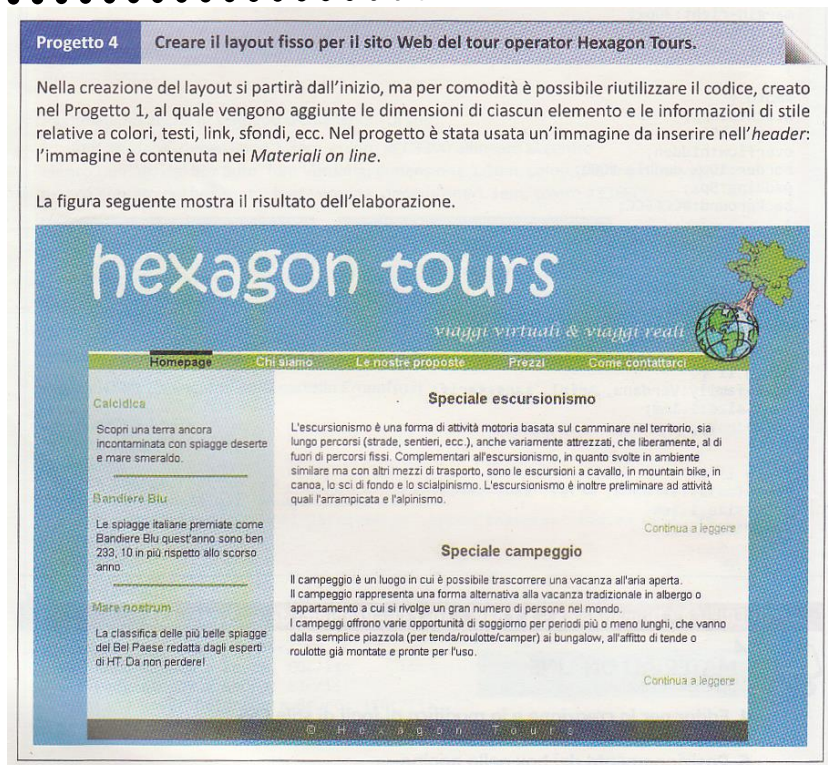 Progetto 4 Creare il layout fisso per il sito Web del tour operator Hexagon Tours.
Nella creazione del layout si partirà dall'inizio, ma per comodità è possibile riutilizzare il codice, creato
nel Progetto 1, al quale vengono aggiunte le dimensioni di ciascun elemento e le informazioni di stile
relative a colori, testi, link, sfondi, ecc. Nel progetto è stata usata un'immagine da inserire nell'header:
l'immagine è contenuta nei Materiali on line.
La figura seguente mostra il risultato dell'elaborazione.
hexagon tours
viaggi virtuali & viaggi reali
Homepage Chi siamo Le nostre proposte Prezzi Come contattarci
Calcidica
Scopri una terra ancora
incontaminata con spiagge deserte
e mare smeraldo.
Bandiere Blu
Le spiagge italiane premiate come
Bandiere Blu quest'anno sono ben
233, 10 in più rispetto allo scorso
anno.
Mare nostrum
La classifica delle più belle spiagge
del Bel Paese redatta dagli esperti
di HT. Da non perdere!
Speciale escursionismo
L'escursionismo è una forma di attività motoria basata sul camminare nel territorio, sia
lungo percorsi (strade, sentieri, ecc.), anche variamente attrezzati, che liberamente, al di
fuori di percorsi fissi. Complementari all'escursionismo, in quanto svolte in ambiente
similare ma con altri mezzi di trasporto, sono le escursioni a cavallo, in mountain bike, in
canoa, lo sci di fondo e lo scialpinismo. L'escursionismo è inoltre preliminare ad attività
quali l'arrampicata e l'alpinismo.
Continua a leggere
Speciale campeggio
Il campeggio è un luogo in cui è possibile trascorrere una vacanza all'aria aperta.
Il campeggio rappresenta una forma alternativa alla vacanza tradizionale in albergo o
appartamento a cui si rivolge un gran numero di persone nel mondo.
I campeggi offrono varie opportunità di soggiorno per periodi più o meno lunghi, che vanno
dalla semplice piazzola (per tenda/roulotte/camper) ai bungalow, all'affitto di tende o
roulotte già montate e pronte per l'uso.
Continua a leggere
© Hexagon Tours